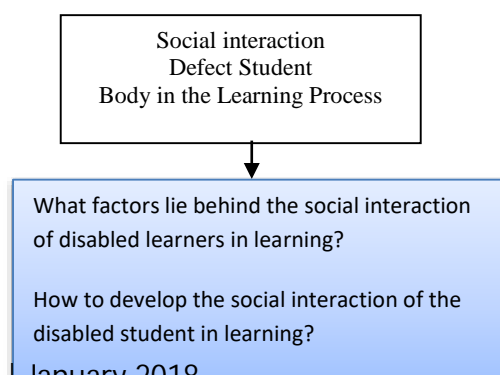 Social interaction
Defect Student
Body in the Learning Process
What factors lie behind the social interaction
of disabled learners in learning?
How to develop the social interaction of the
disabled student in learning?
January 2018